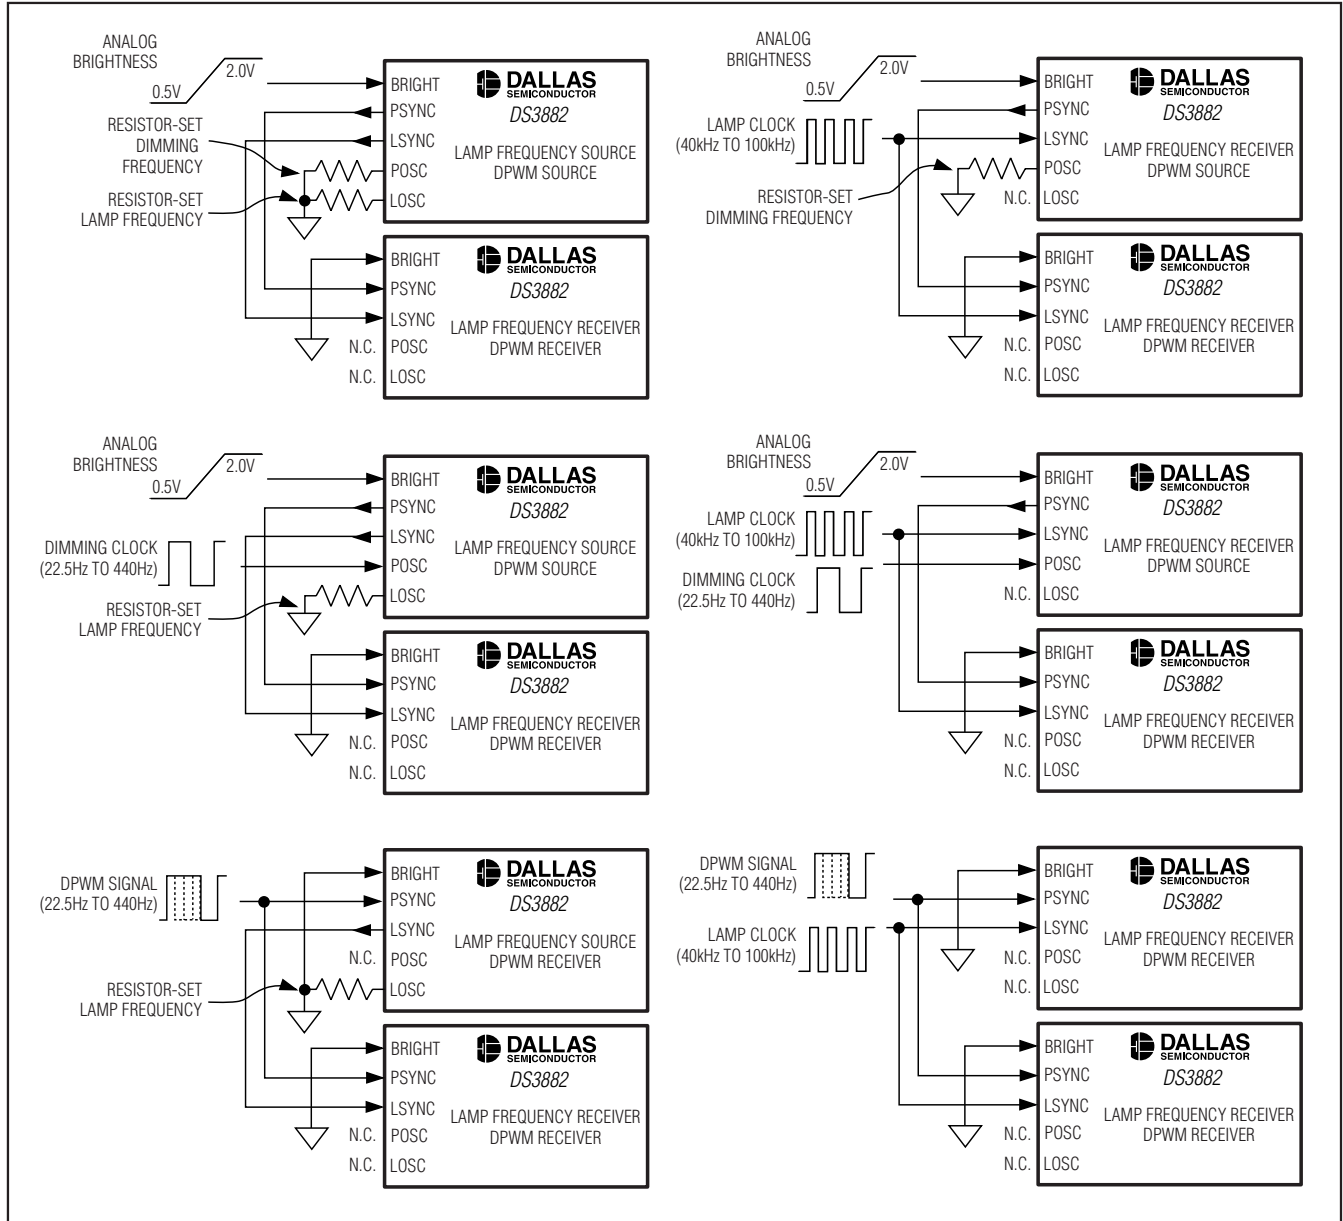 ANALOG
BRIGHTNESS
0.5V
2.0V
RESISTOR-SET
DIMMING
FREQUENCY
RESISTOR-SET
LAMP FREQUENCY
BRIGHT
PSYNC
LSYNC
POSC
LOSC
DALLAS
SEMICONDUCTOR
DS3882
LAMP FREQUENCY SOURCE
DPWM SOURCE
BRIGHT
PSYNC
LSYNC
N.C. POSC
N.C. LOSC
DALLAS
SEMICONDUCTOR
DS3882
LAMP FREQUENCY RECEIVER
DPWM RECEIVER
ANALOG
BRIGHTNESS
0.5V
2.0V
LAMP CLOCK
(40kHz TO 100kHz)
RESISTOR-SET
DIMMING FREQUENCY
BRIGHT
PSYNC
LSYNC
POSC
N.C. LOSC
DALLAS
SEMICONDUCTOR
DS3882
LAMP FREQUENCY RECEIVER
DPWM SOURCE
BRIGHT
PSYNC
LSYNC
N.C. POSC
N.C. LOSC
DALLAS
SEMICONDUCTOR
DS3882
LAMP FREQUENCY RECEIVER
DPWM RECEIVER
ANALOG
BRIGHTNESS
0.5V
2.0V
DIMMING CLOCK
(22.5Hz TO 440Hz)
RESISTOR-SET
LAMP FREQUENCY
BRIGHT
PSYNC
LSYNC
POSC
LOSC
DALLAS
SEMICONDUCTOR
DS3882
LAMP FREQUENCY SOURCE
DPWM SOURCE
BRIGHT
PSYNC
LSYNC
N.C. POSC
N.C. LOSC
DALLAS
SEMICONDUCTOR
DS3882
LAMP FREQUENCY RECEIVER
DPWM RECEIVER
ANALOG
BRIGHTNESS
0.5V
2.0V
LAMP CLOCK
(40kHz TO 100kHz)
DIMMING CLOCK
(22.5Hz TO 440Hz)
BRIGHT
PSYNC
LSYNC
POSC
N.C. LOSC
DALLAS
SEMICONDUCTOR
DS3882
LAMP FREQUENCY RECEIVER
DPWM SOURCE
BRIGHT
PSYNC
LSYNC
N.C. POSC
N.C. LOSC
DALLAS
SEMICONDUCTOR
DS3882
LAMP FREQUENCY RECEIVER
DPWM RECEIVER
DPWM SIGNAL
(22.5Hz TO 440Hz)
RESISTOR-SET
LAMP FREQUENCY
BRIGHT
PSYNC
LSYNC
N.C. POSC
LOSC
DALLAS
SEMICONDUCTOR
DS3882
LAMP FREQUENCY SOURCE
DPWM RECEIVER
BRIGHT
PSYNC
LSYNC
N.C. POSC
N.C. LOSC
DALLAS
SEMICONDUCTOR
DS3882
LAMP FREQUENCY RECEIVER
DPWM RECEIVER
DPWM SIGNAL
(22.5Hz TO 440Hz)
LAMP CLOCK
(40kHz TO 100kHz)
BRIGHT
PSYNC
LSYNC
N.C. POSC
N.C. LOSC
DALLAS
SEMICONDUCTOR
DS3882
LAMP FREQUENCY RECEIVER
DPWM RECEIVER
BRIGHT
PSYNC
LSYNC
N.C. POSC
N.C. LOSC
DALLAS
SEMICONDUCTOR
DS3882
LAMP FREQUENCY RECEIVER
DPWM RECEIVER